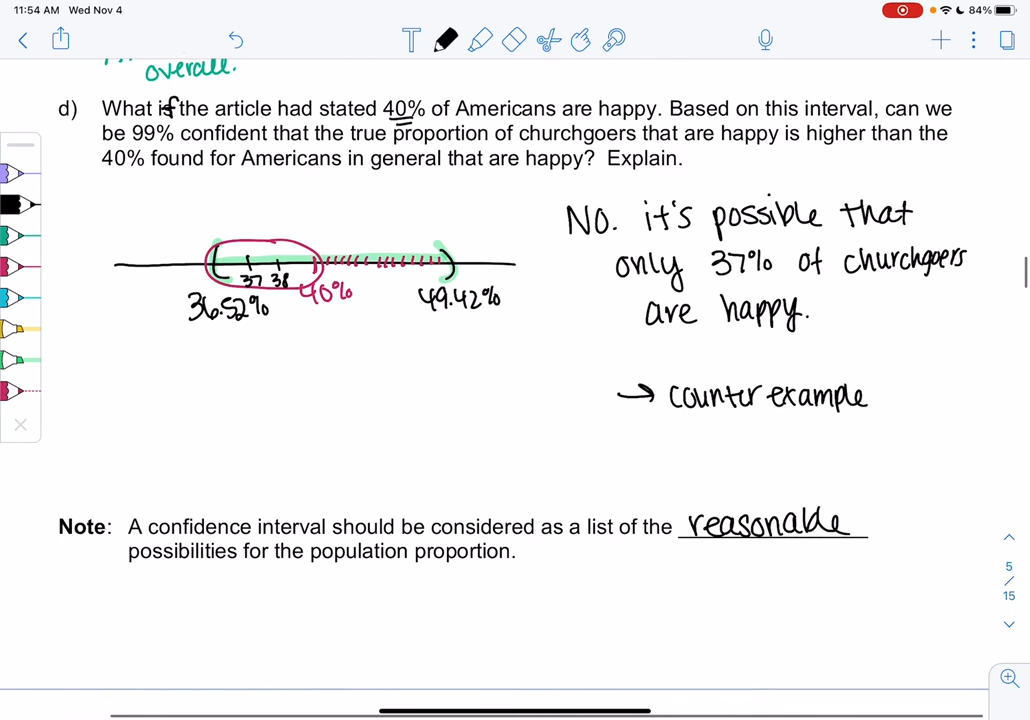 11:54 AM Wed Nov 4
84%
overall.
d) What if the article had stated 40% of Americans are happy. Based on this interval, can we
be 99% confident that the true proportion of churchgoers that are happy is higher than the
40% found for Americans in general that are happy? Explain.
No. it's possible that
only 37% of churchgoers
are happy.
37 38
36.52% 40% 49.42%
→ counter example
Note: A confidence interval should be considered as a list of the reasonable
possibilities for the population proportion.
5
/
15